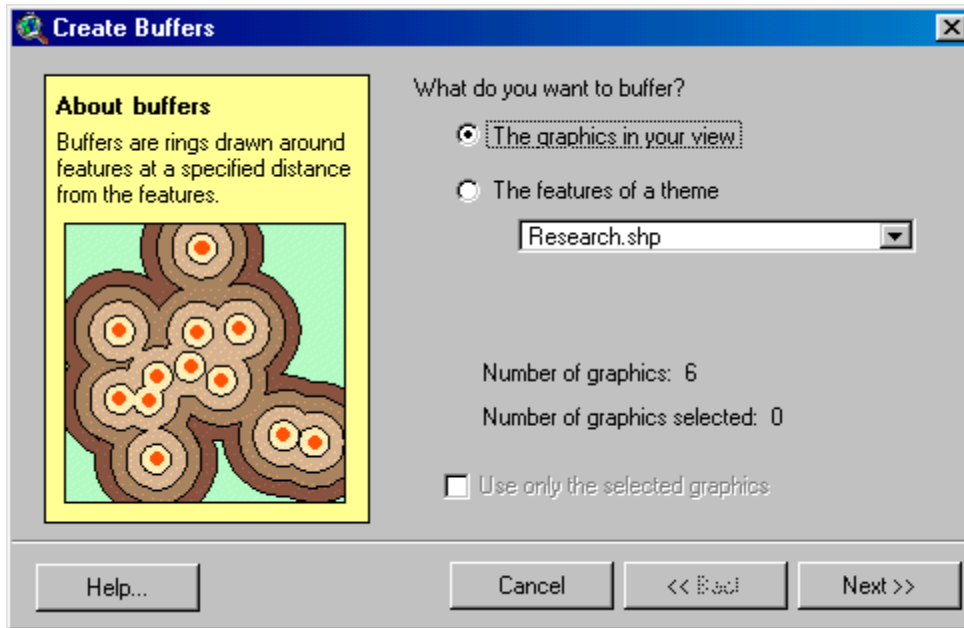 Create Buffers
About buffers
Buffers are rings drawn around
features at a specified distance
from the features.
What do you want to buffer?
The graphics in your view
The features of a theme
Research.shp
Number of graphics: 6
Number of graphics selected: 0
Use only the selected graphics
Help...
Cancel
<< Back
Next >>